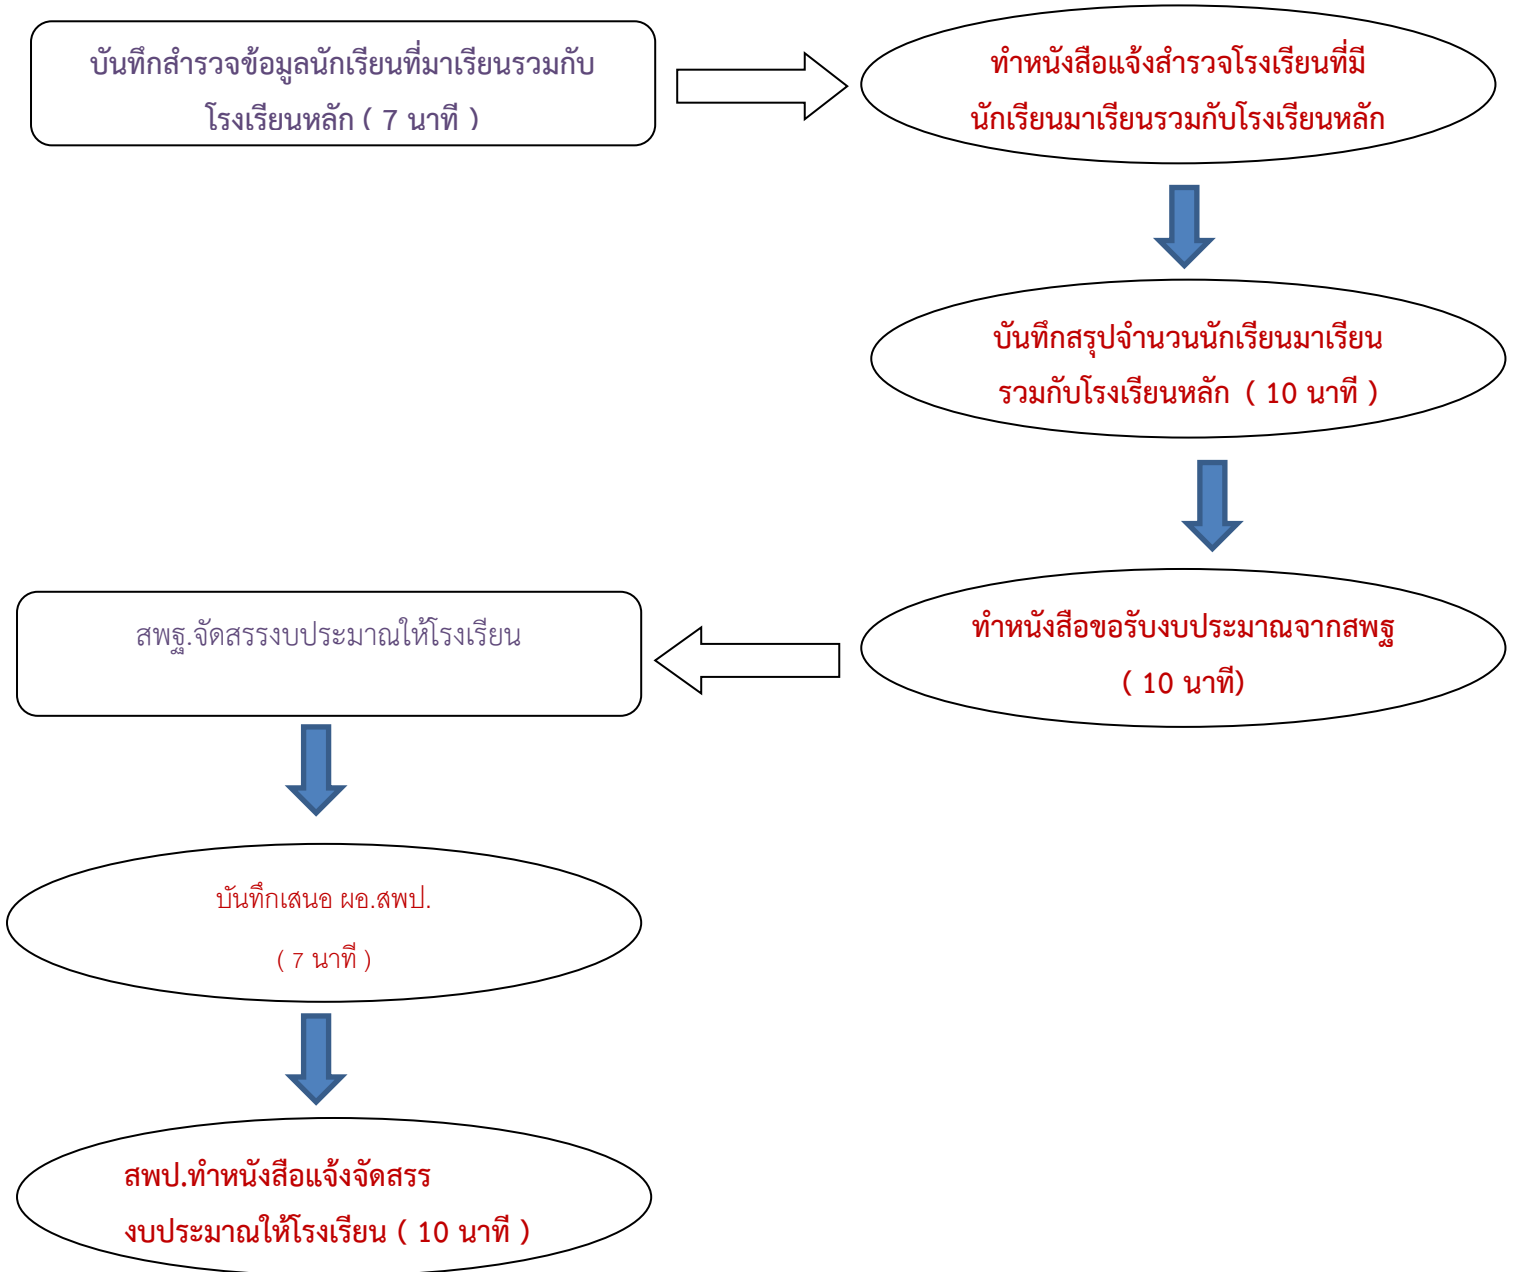 บันทึกสำรวจข้อมูลนักเรียนที่มาเรียนรวมกับ
โรงเรียนหลัก ( 7 นาที )
ทำหนังสือแจ้งสำรวจโรงเรียนที่มี
นักเรียนมาเรียนรวมกับโรงเรียนหลัก
บันทึกสรุปจำนวนนักเรียนมาเรียน
รวมกับโรงเรียนหลัก ( 10 นาที )
ทำหนังสือขอรับงบประมาณจากสพฐ
( 10 นาที)
สพฐ.จัดสรรงบประมาณให้โรงเรียน
บันทึกเสนอ ผอ.สพป.
( 7 นาที )
สพป.ทำหนังสือแจ้งจัดสรร
งบประมาณให้โรงเรียน ( 10 นาที )